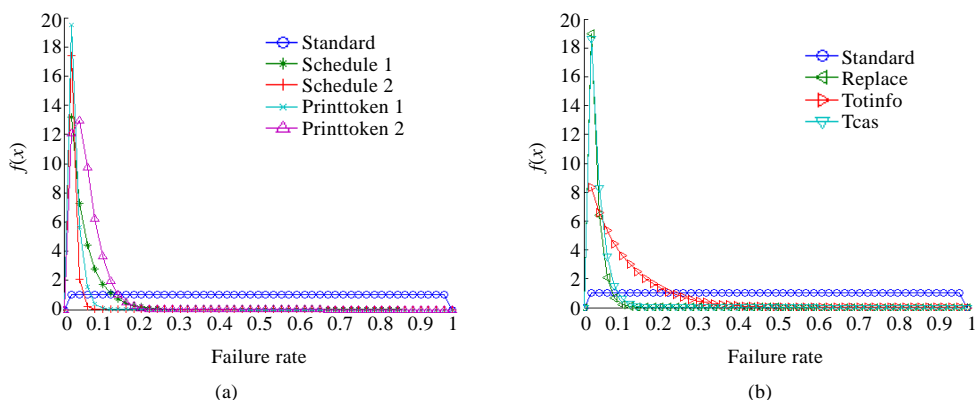 20
18
16
14
12
10
8
6
4
2
0
f(x)
Standard
Schedule 1
Schedule 2
Printtoken 1
Printtoken 2
0 0.1 0.2 0.3 0.4 0.5 0.6 0.7 0.8 0.9 1
Failure rate
(a)
20
18
16
14
12
10
8
6
4
2
0
f(x)
Standard
Replace
Totinfo
Tcas
0 0.1 0.2 0.3 0.4 0.5 0.6 0.7 0.8 0.9 1
Failure rate
(b)